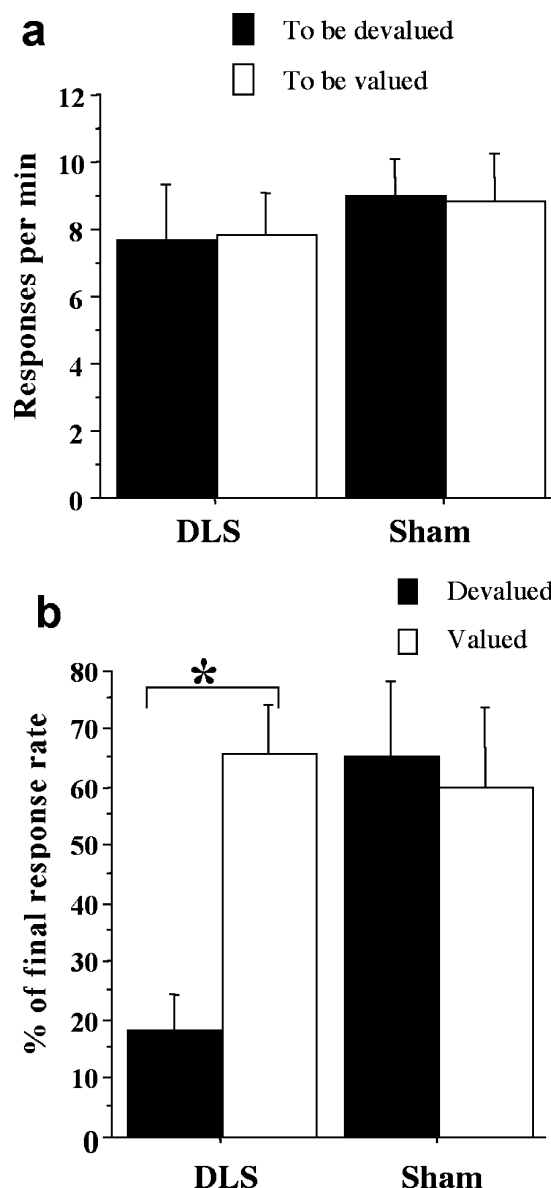 a
To be devalued
To be valued
Responses per min
12
10
8
6
4
2
0
DLS Sham
b
Devalued
Valued
% of final response rate
80
70
60
50
40
30
20
10
0
*
DLS Sham